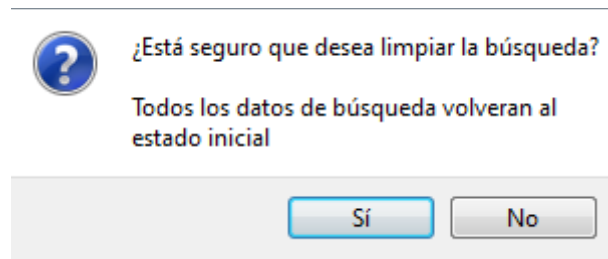 ¿Está seguro que desea limpiar la búsqueda?
Todos los datos de búsqueda volveran al
estado inicial
Sí
No